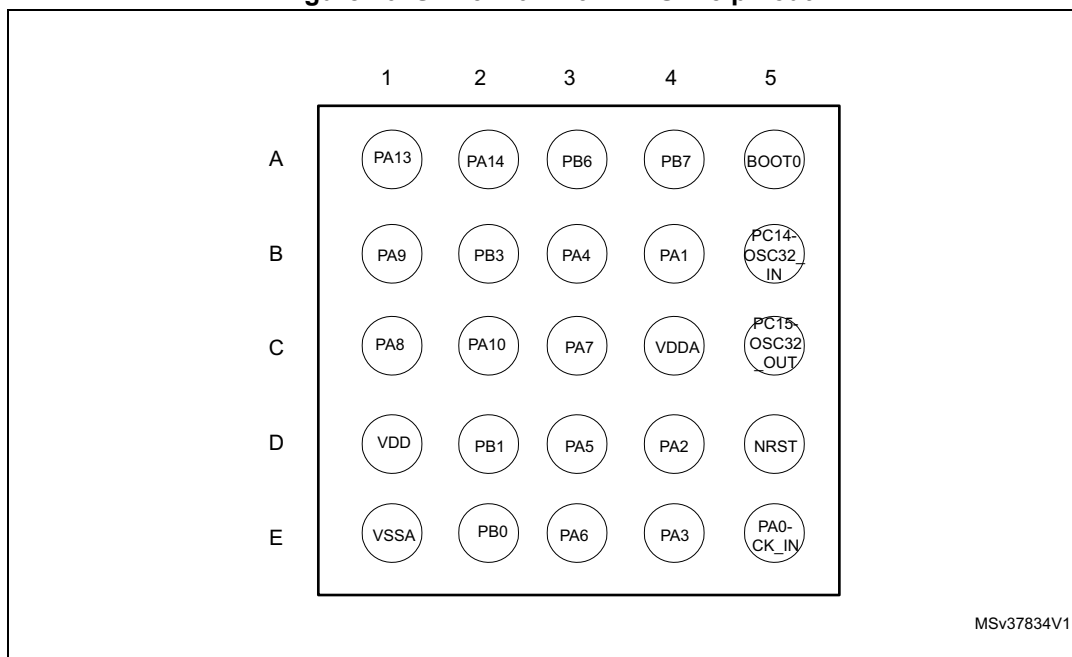 1 2 3 4 5
A PA13 PA14 PB6 PB7 BOOT0
B PA9 PB3 PA4 PA1 PC14-
OSC32_
IN
C PA8 PA10 PA7 VDDA PC15-
OSC32
_OUT
D VDD PB1 PA5 PA2 NRST
E VSSA PB0 PA6 PA3 PA0-
CK_IN
MSv37834V1